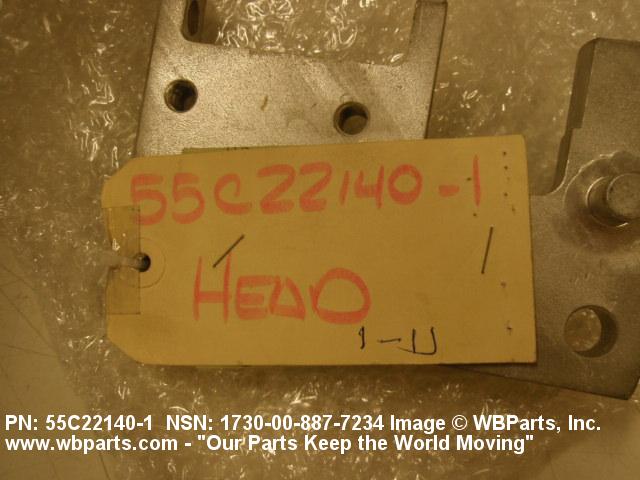 55C22140-1
HEAD
1-U
PN: 55C22140-1 NSN: 1730-00-887-7234 Image © WBParts, Inc.
www.wbparts.com - "Our Parts Keep the World Moving"